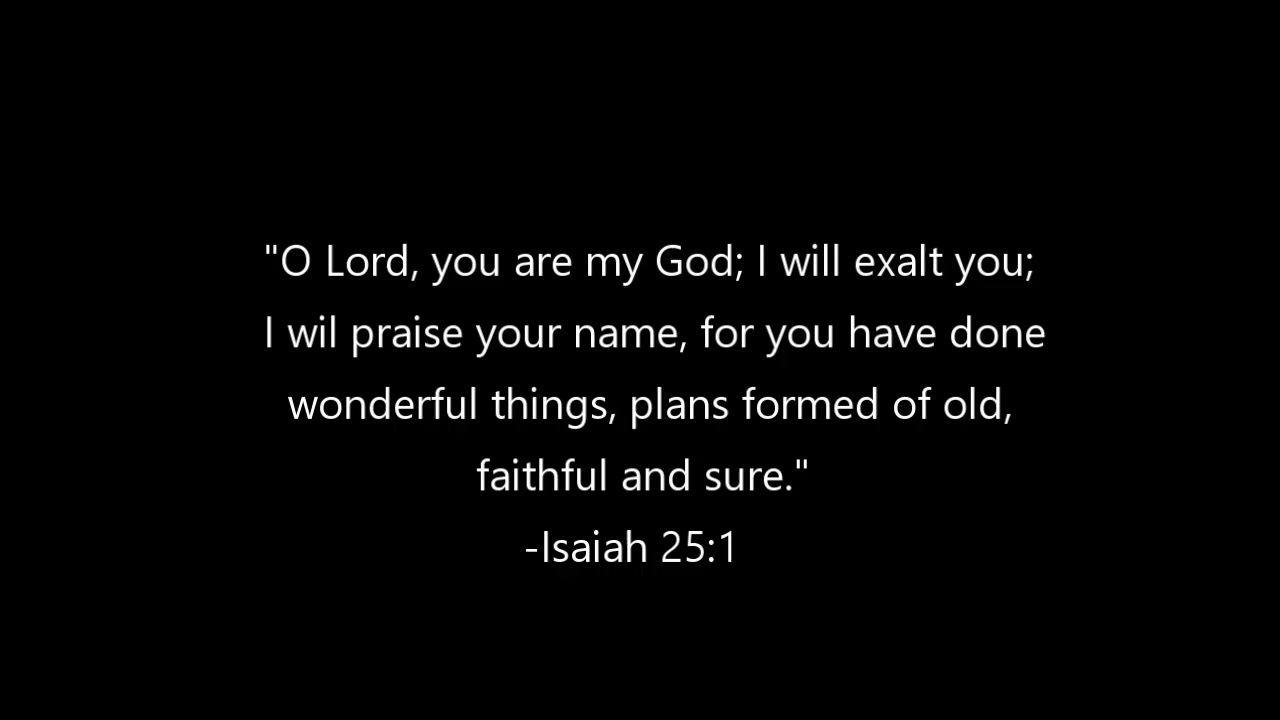 "O Lord, you are my God; I will exalt you;
I wil praise your name, for you have done
wonderful things, plans formed of old,
faithful and sure."
-Isaiah 25:1